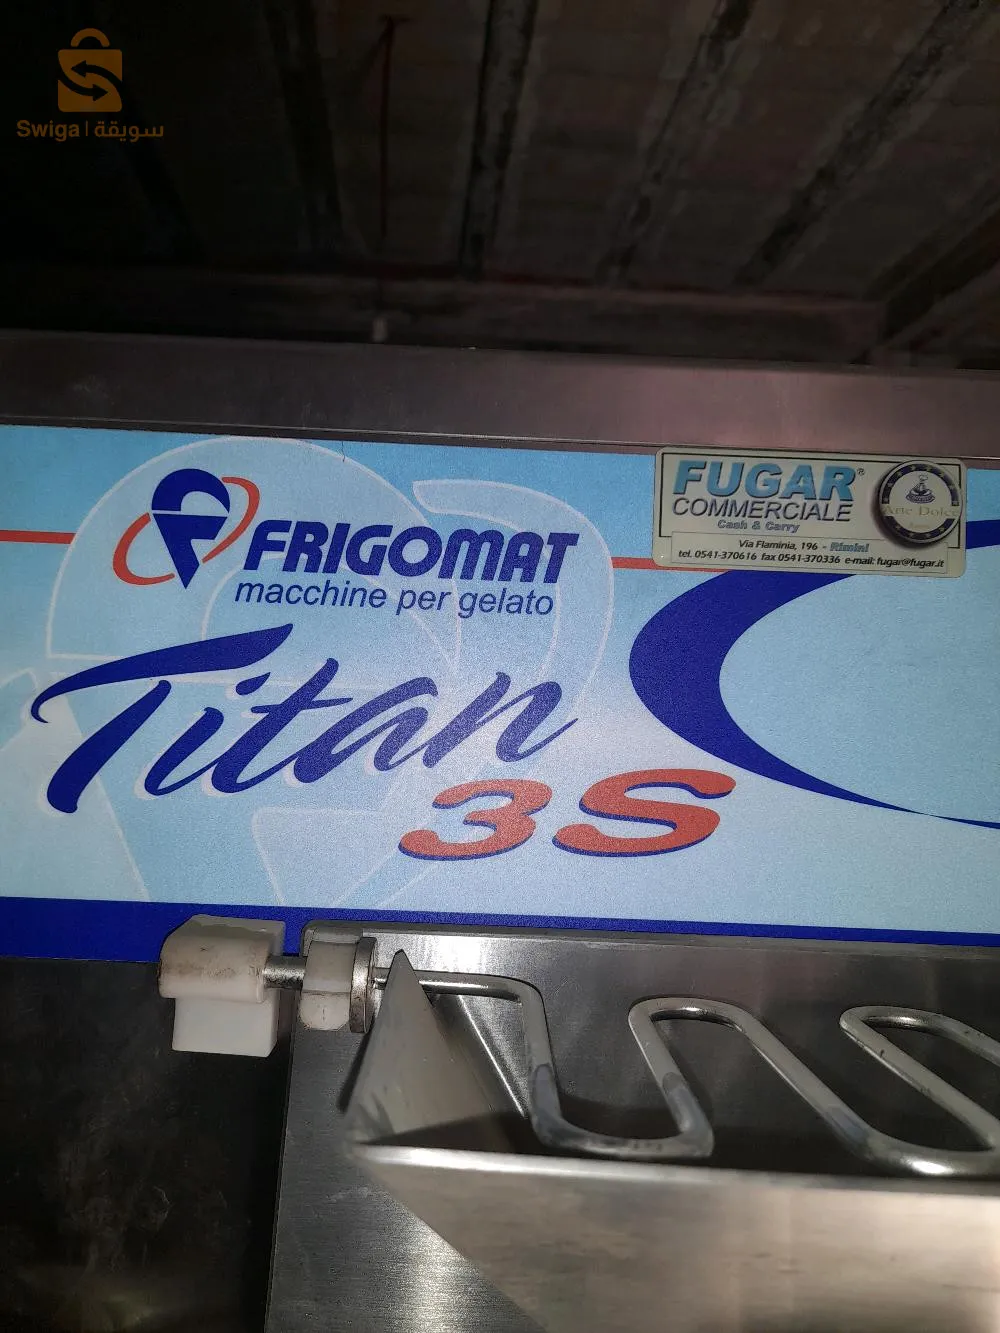 Swiga | سويقة
FUGAR®
COMMERCIALE
Cash & Carry
Arte Dolce
Via Flaminia, 196 - Rimini
tel. 0541-370616 fax 0541-370336 e-mail: fugar@fugar.it
FRIGOMAT
macchine per gelato
Titan
3S